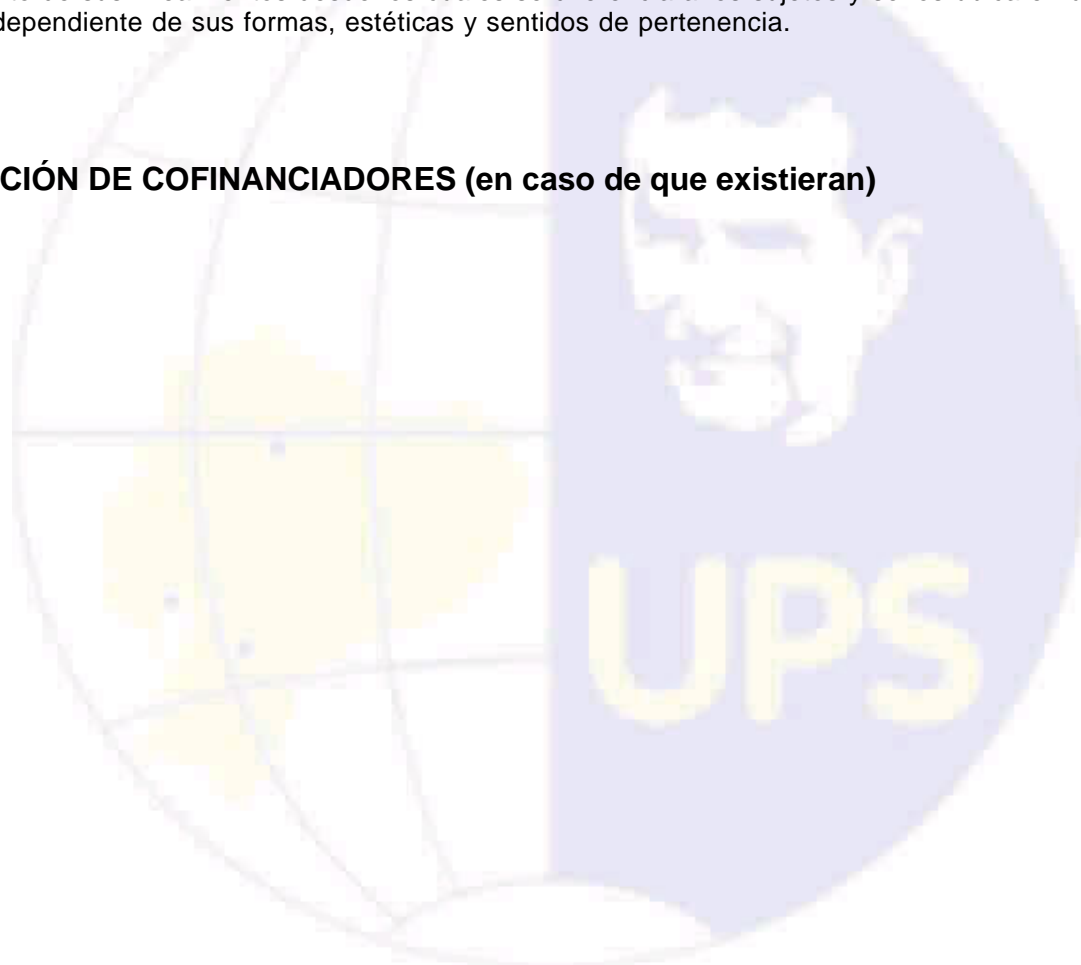 dependiente de sus formas, estéticas y sentidos de pertenencia.
CIÓN DE COFINANCIADORES (en caso de que existieran)
UPS